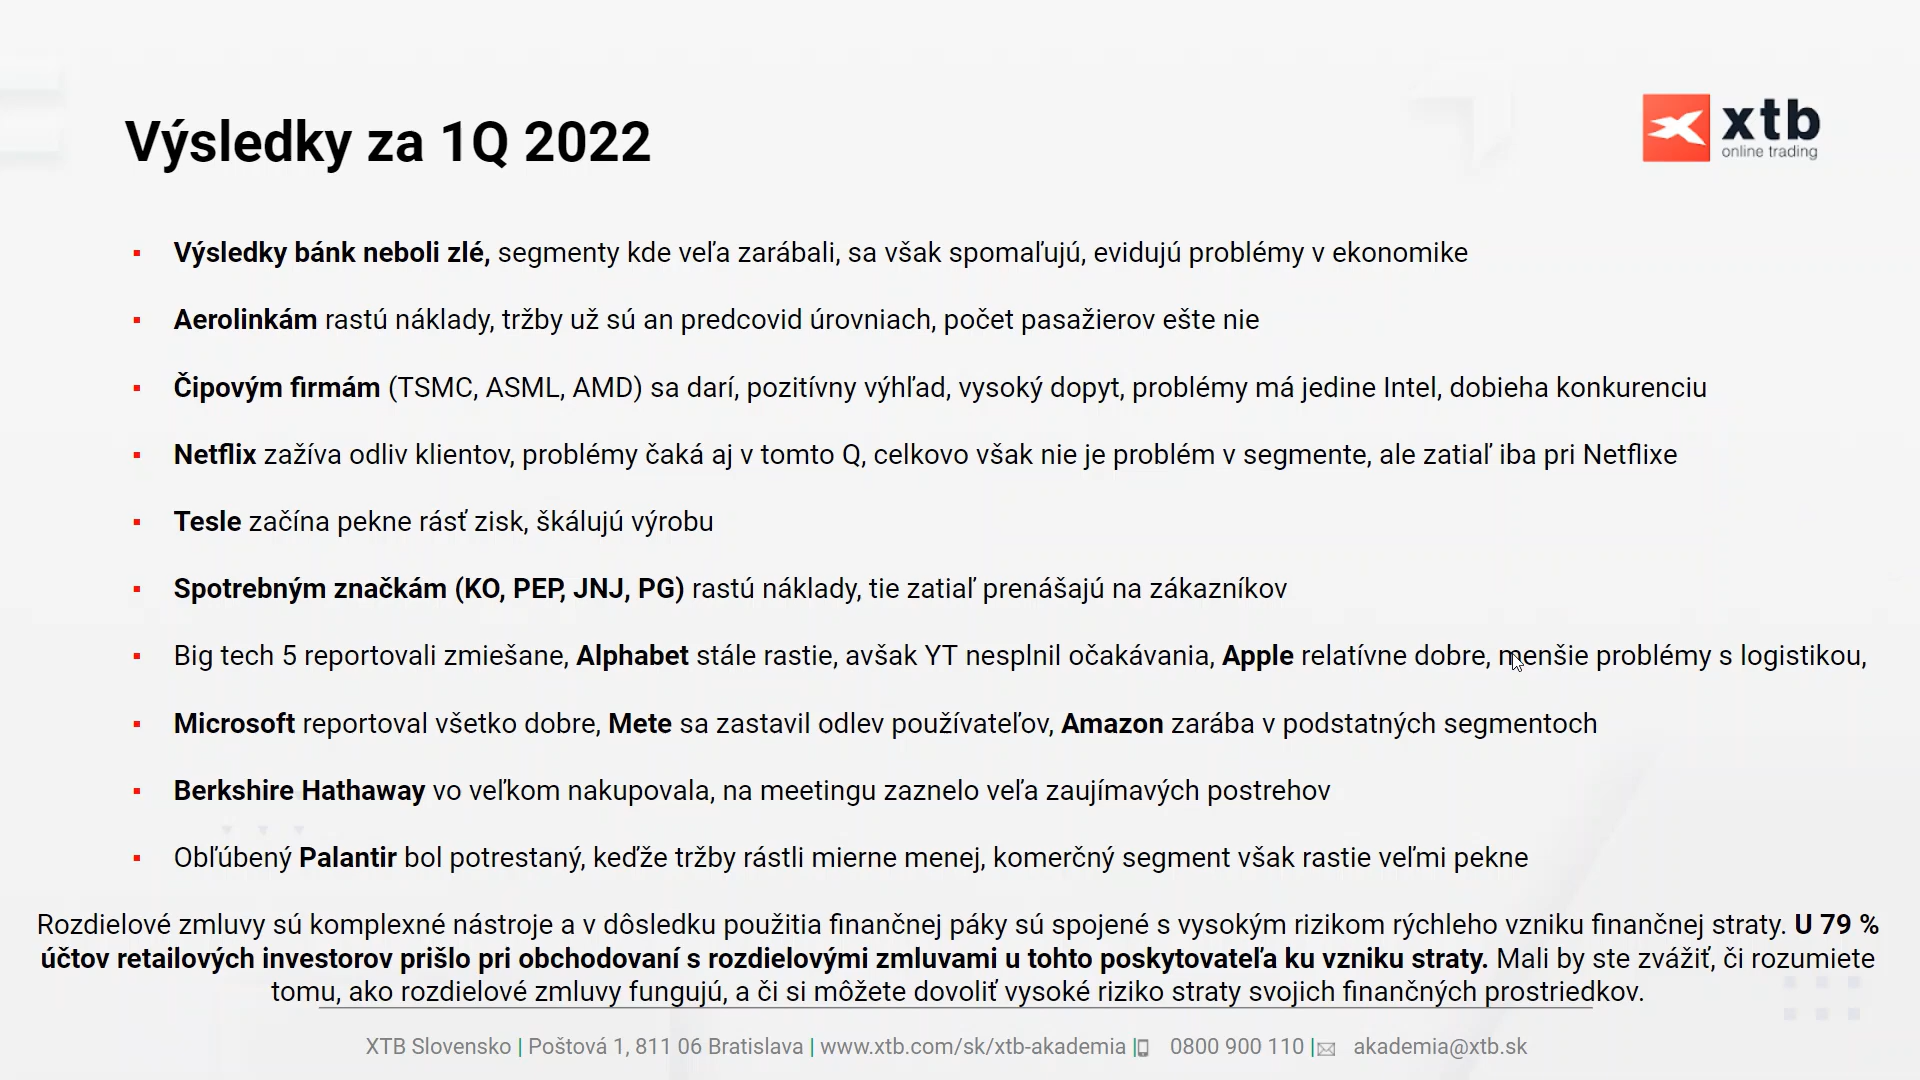 Výsledky za 1Q 2022
xtb
online trading
▪ Výsledky bánk neboli zlé, segmenty kde veľa zarábali, sa však spomaľujú, evidujú problémy v ekonomike
▪ Aerolinkám rastú náklady, tržby už sú an predcovid úrovniach, počet pasažierov ešte nie
▪ Čipovým firmám (TSMC, ASML, AMD) sa darí, pozitívny výhľad, vysoký dopyt, problémy má jedine Intel, dobieha konkurenciu
▪ Netflix zažíva odliv klientov, problémy čaká aj v tomto Q, celkovo však nie je problém v segmente, ale zatiaľ iba pri Netflixe
▪ Tesle začína pekne rásť zisk, škálujú výrobu
▪ Spotrebným značkám (KO, PEP, JNJ, PG) rastú náklady, tie zatiaľ prenášajú na zákazníkov
▪ Big tech 5 reportovali zmiešane, Alphabet stále rastie, avšak YT nesplnil očakávania, Apple relatívne dobre, menšie problémy s logistikou,
▪ Microsoft reportoval všetko dobre, Mete sa zastavil odlev používateľov, Amazon zarába v podstatných segmentoch
▪ Berkshire Hathaway vo veľkom nakupovala, na meetingu zaznelo veľa zaujímavých postrehov
▪ Obľúbený Palantir bol potrestaný, keďže tržby rástli mierne menej, komerčný segment však rastie veľmi pekne
Rozdielové zmluvy sú komplexné nástroje a v dôsledku použitia finančnej páky sú spojené s vysokým rizikom rýchleho vzniku finančnej straty. U 79 %
účtov retailových investorov prišlo pri obchodovaní s rozdielovými zmluvami u tohto poskytovateľa ku vzniku straty. Mali by ste zvážiť, či rozumiete
tomu, ako rozdielové zmluvy fungujú, a či si môžete dovoliť vysoké riziko straty svojich finančných prostriedkov.
XTB Slovensko | Poštová 1, 811 06 Bratislava | www.xtb.com/sk/xtb-akademia | 0800 900 110 | akademia@xtb.sk